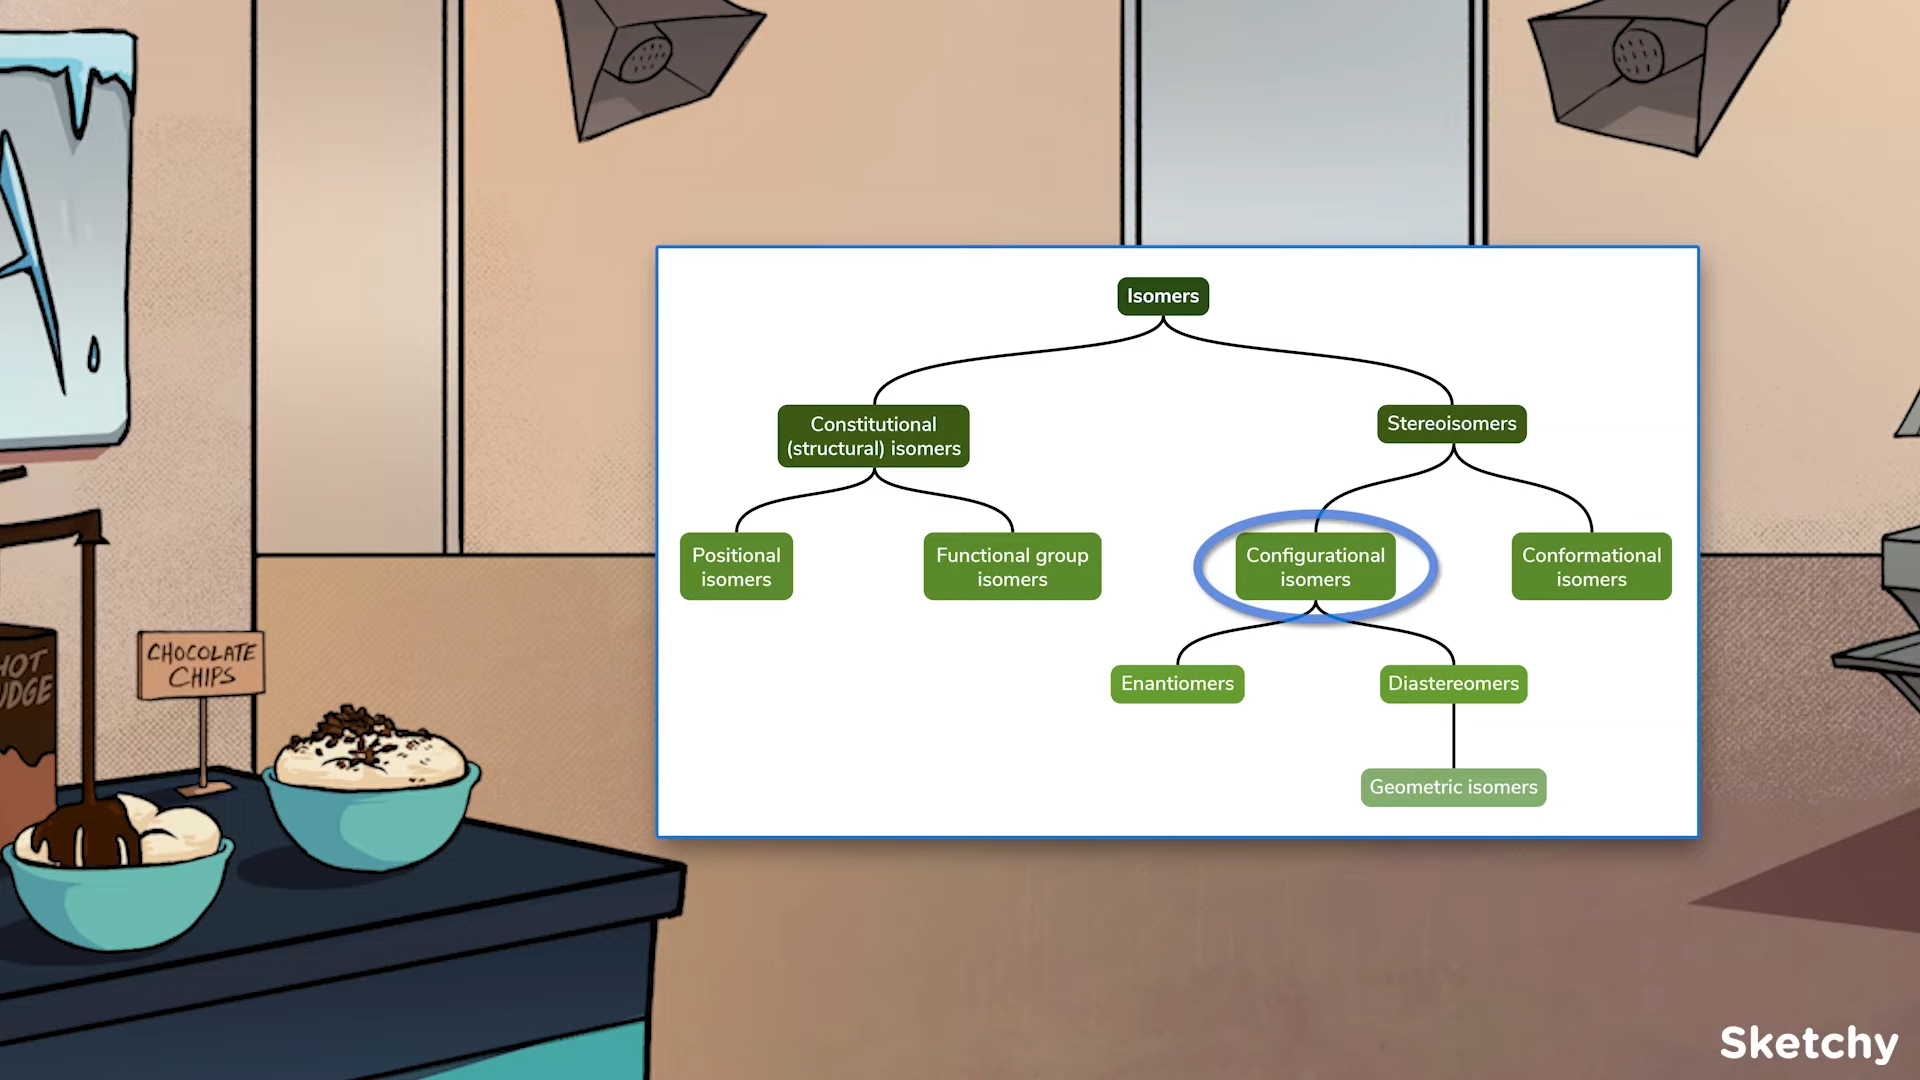 Isomers
Constitutional
(structural) isomers
Stereoisomers
Positional
isomers
Functional group
isomers
Configurational
isomers
Conformational
isomers
Enantiomers
Diastereomers
Geometric isomers
CHOCOLATE
CHIPS
Sketchy